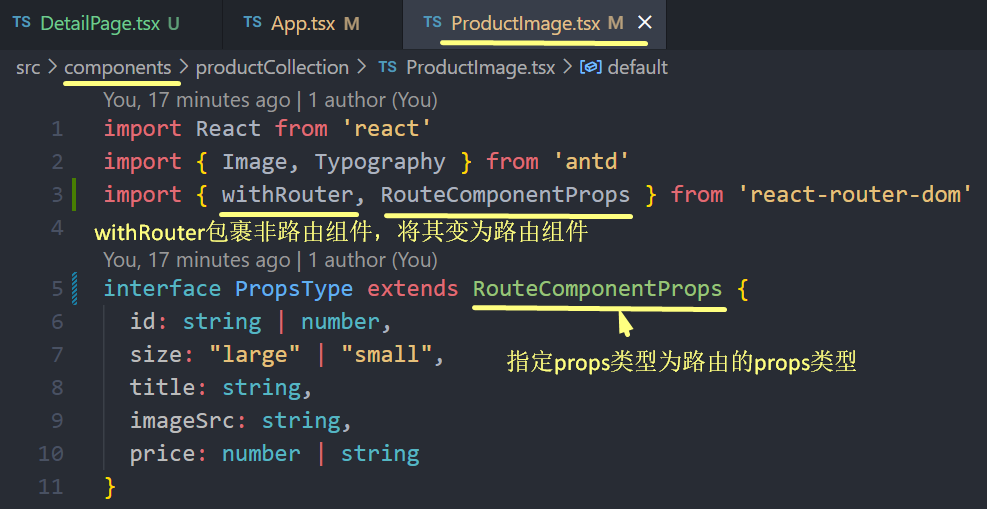 TS DetailPage.tsx U TS App.tsx M TS ProductImage.tsx M ×
src > components > productCollection > TS ProductImage.tsx > default
You, 17 minutes ago | 1 author (You)
1 import React from 'react'
2 import { Image, Typography } from 'antd'
3 import { withRouter, RouteComponentProps } from 'react-router-dom'
4 withRouter包裹非路由组件，将其变为路由组件
You, 17 minutes ago | 1 author (You)
5 interface PropsType extends RouteComponentProps {
6 id: string | number,
7 size: "large" | "small",
指定props类型为路由的props类型
8 title: string,
9 imageSrc: string,
10 price: number | string
11 }